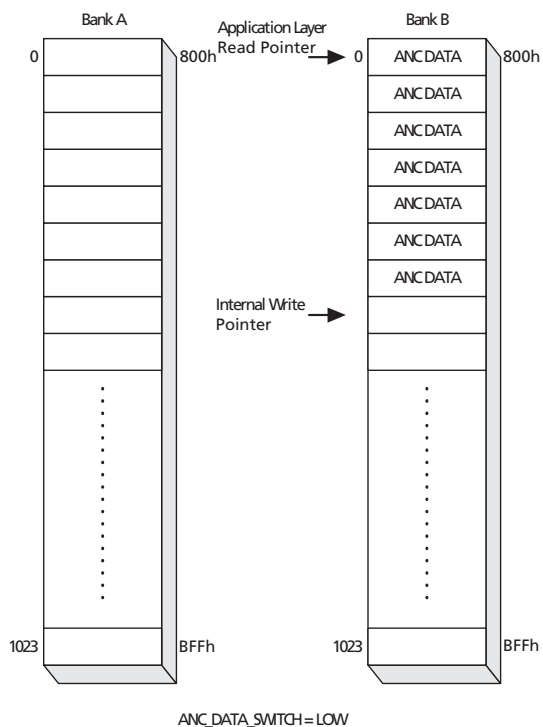 Bank A
Application Layer
Read Pointer
Bank B
0
800h
0
ANC DATA
800h
ANC DATA
ANC DATA
ANC DATA
ANC DATA
ANC DATA
ANC DATA
Internal Write
Pointer
1023
BFFh
1023
BFFh
ANC_DATA_SWITCH = LOW